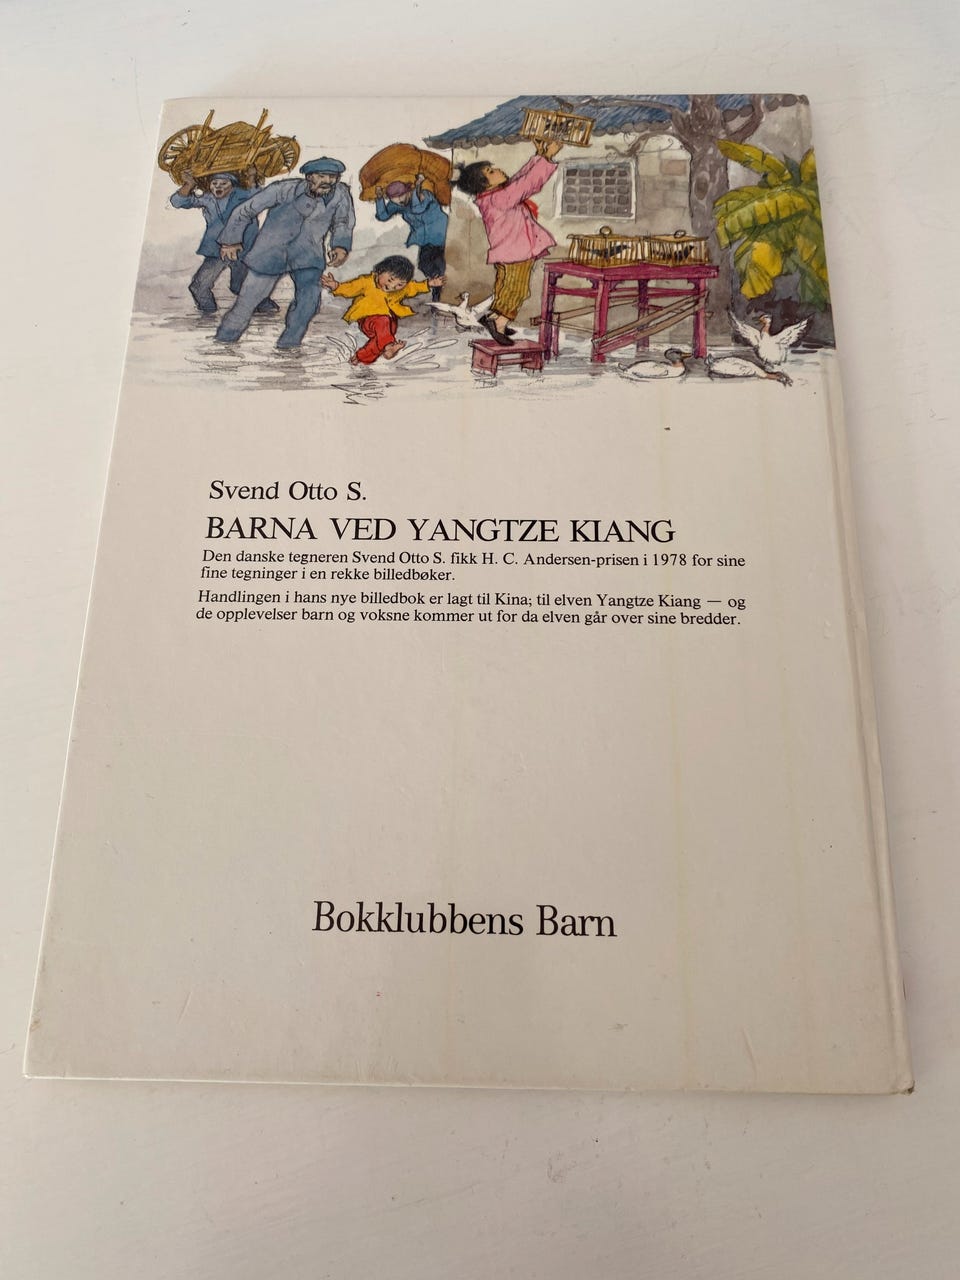 Svend Otto S.
BARNA VED YANGTZE KIANG
Den danske tegneren Svend Otto S. fikk H. C. Andersen-prisen i 1978 for sine
fine tegninger i en rekke billedbøker.
Handlingen i hans nye billedbok er lagt til Kina; til elven Yangtze Kiang — og
de opplevelser barn og voksne kommer ut for da elven går over sine bredder.
Bokklubbens Barn